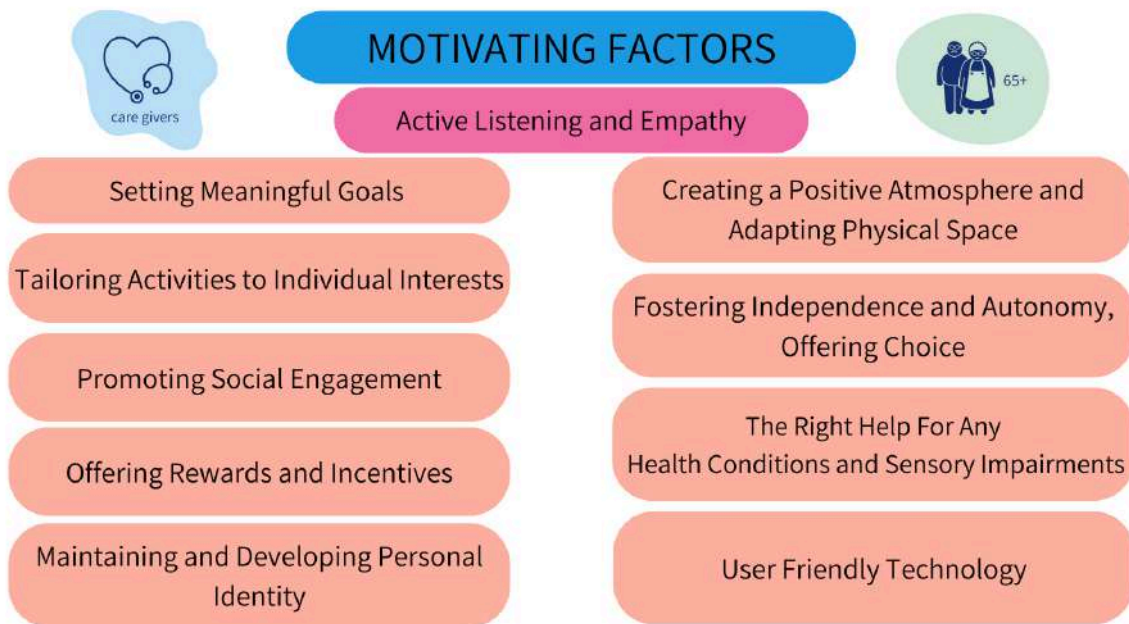 MOTIVATING FACTORS
care givers
65+
Active Listening and Empathy
Setting Meaningful Goals
Tailoring Activities to Individual Interests
Promoting Social Engagement
Offering Rewards and Incentives
Maintaining and Developing Personal
Identity
Creating a Positive Atmosphere and
Adapting Physical Space
Fostering Independence and Autonomy,
Offering Choice
The Right Help For Any
Health Conditions and Sensory Impairments
User Friendly Technology